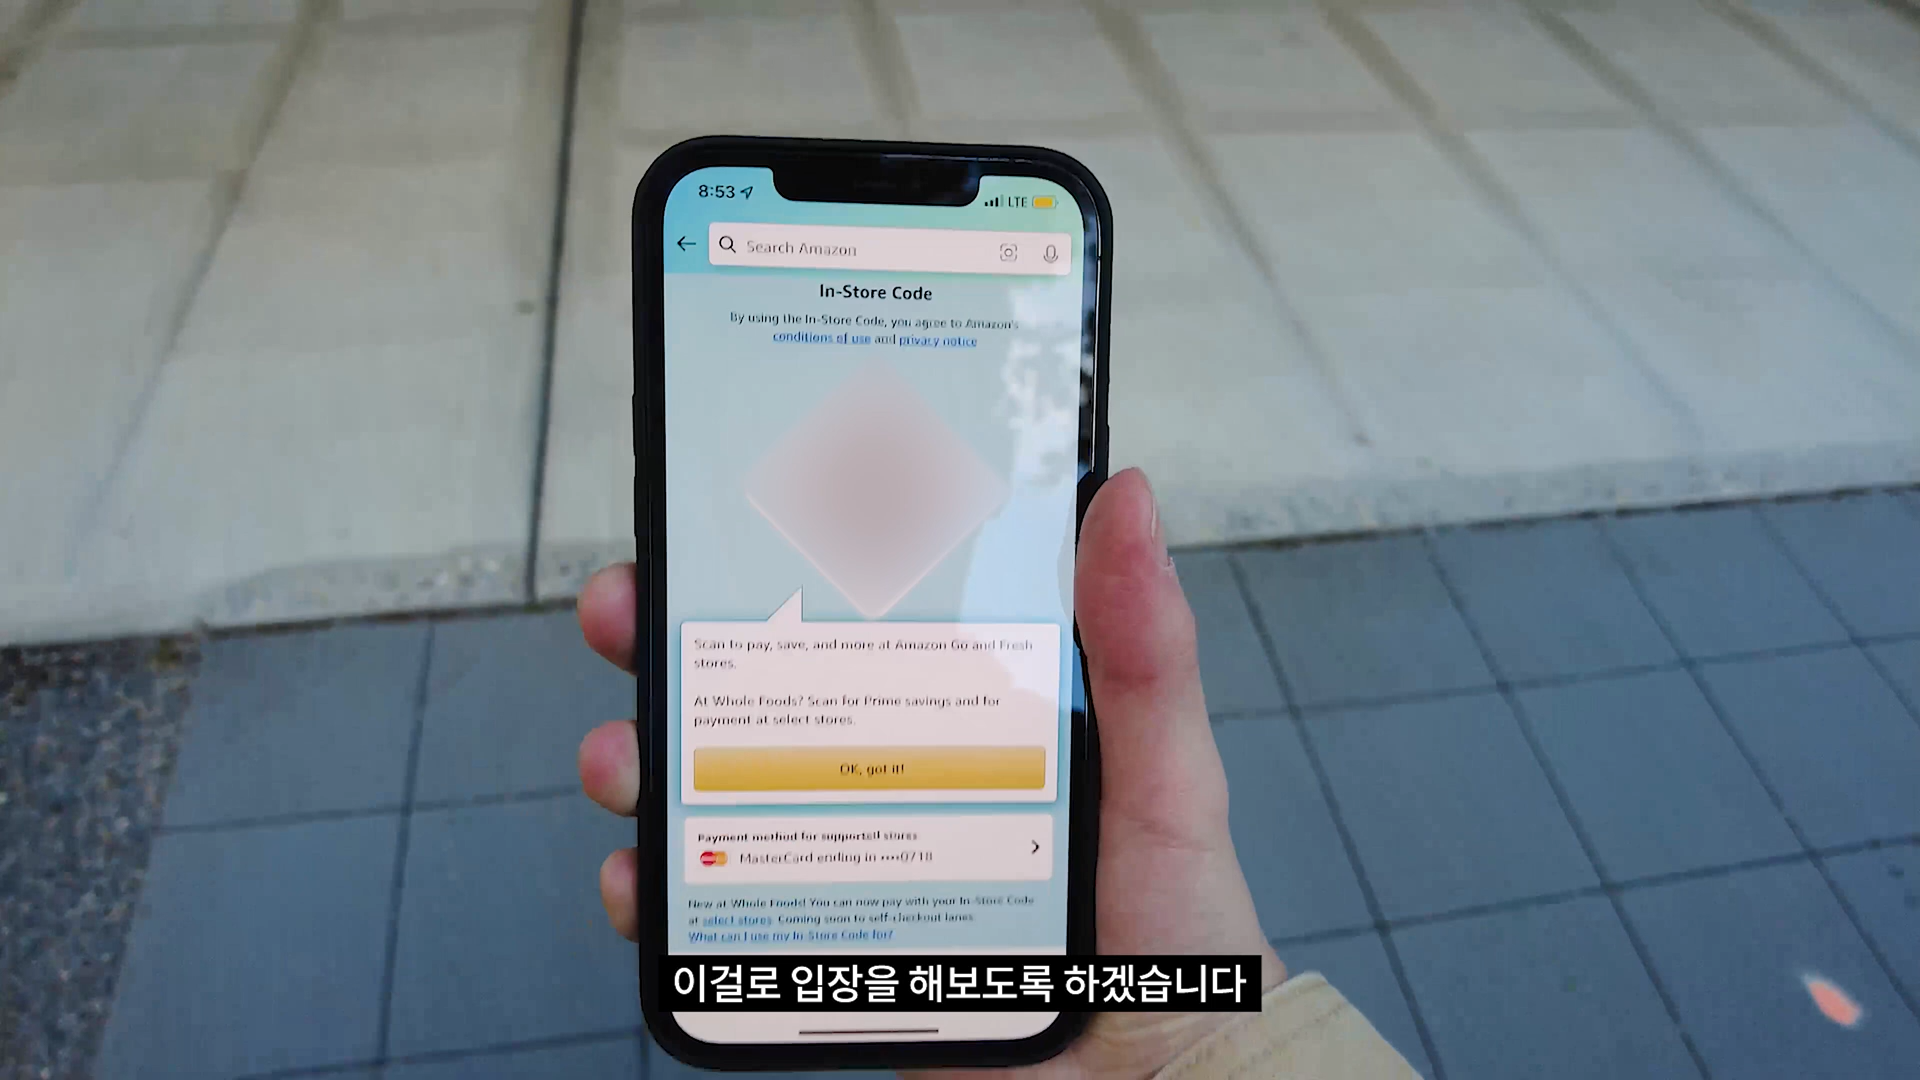 8:53
LTE
Search Amazon
In-Store Code
By using the In-Store Code, you agree to Amazon's
conditions of use and privacy notice
Scan to pay, save, and more at Amazon Go and Fresh
stores.
At Whole Foods? Scan for Prime savings and for
payment at select stores.
OK, got it!
Payment method for supported stores
MasterCard ending in ••••0718
New at Whole Foods! You can now pay with your In-Store Code
at select stores. Coming soon to self-checkout lanes.
What can I use my In-Store Code for?
이걸로 입장을 해보도록 하겠습니다